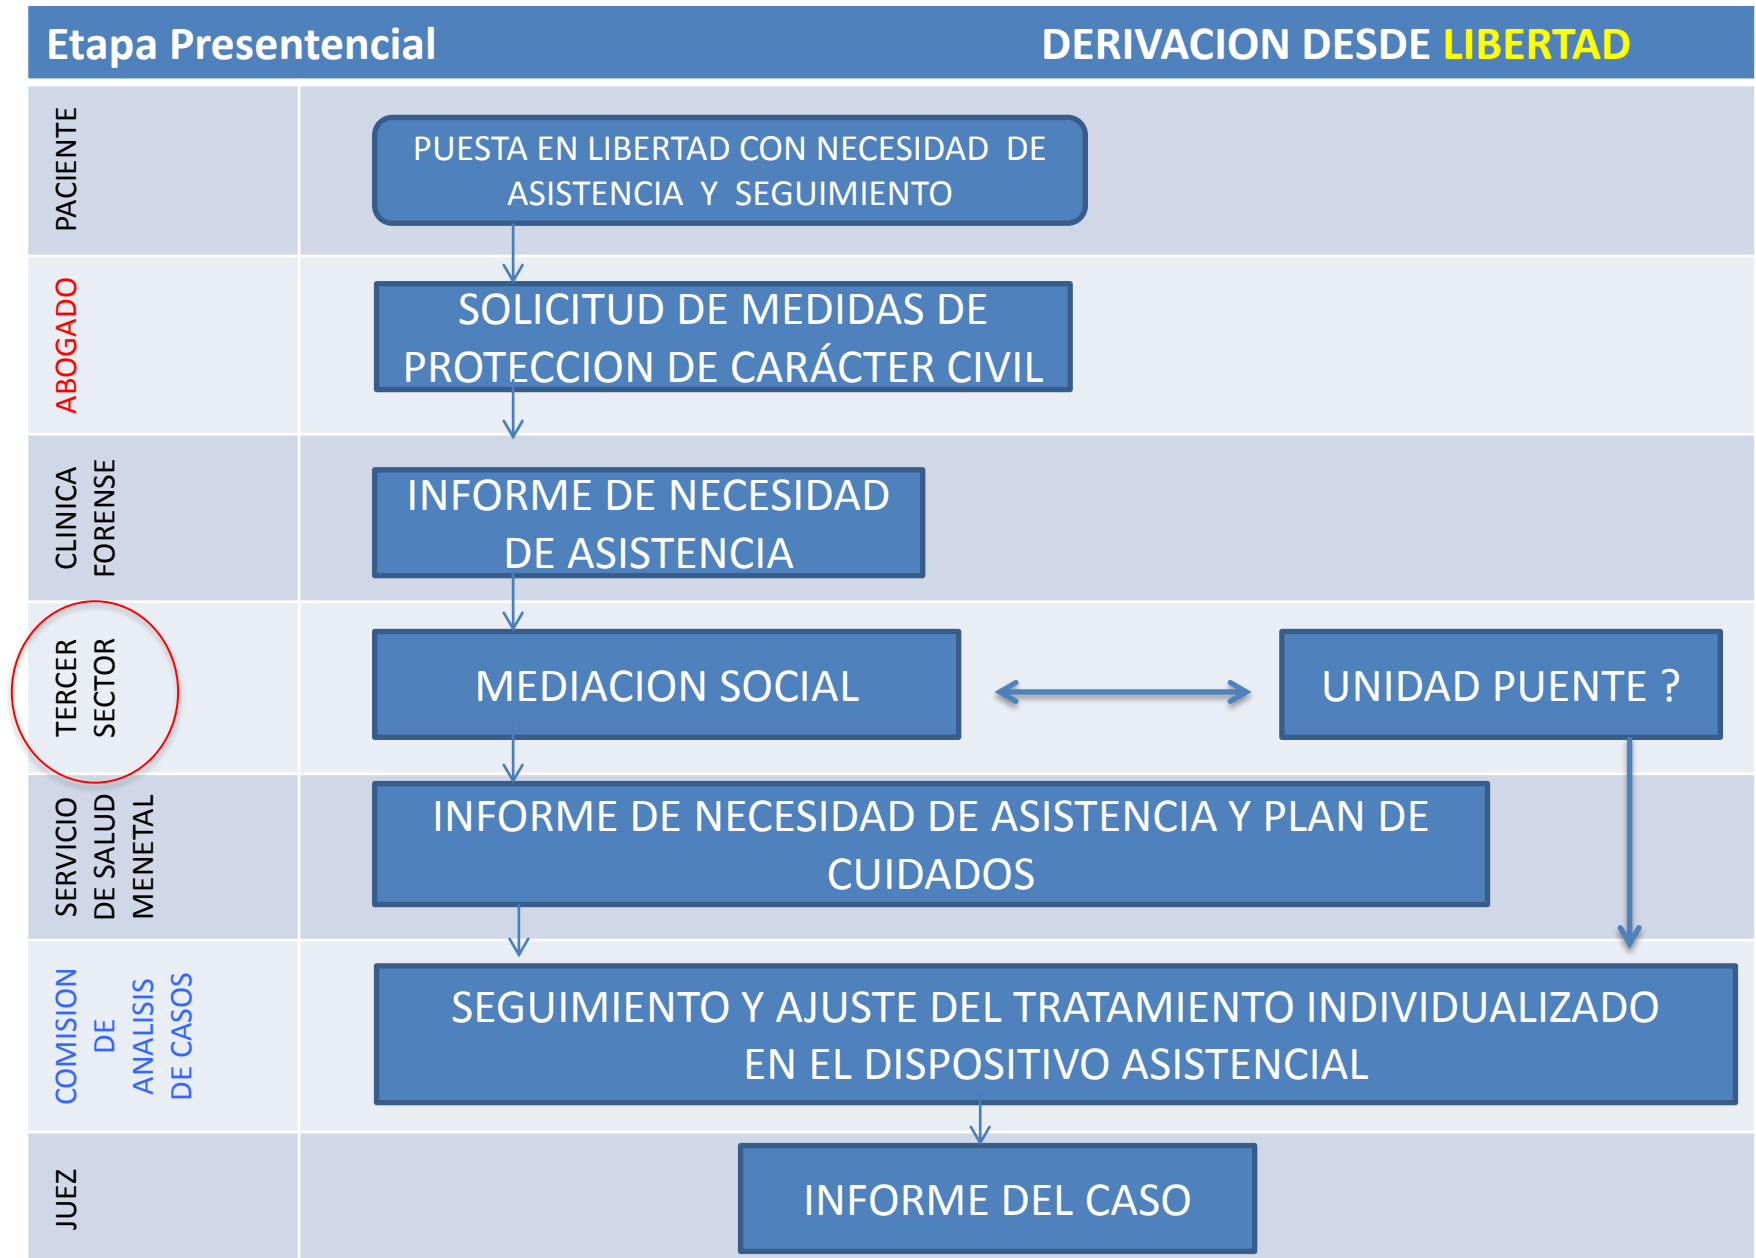 Etapa Presentencial
DERIVACION DESDE LIBERTAD
PACIENTE
PUESTA EN LIBERTAD CON NECESIDAD DE
ASISTENCIA Y SEGUIMIENTO
ABOGADO
SOLICITUD DE MEDIDAS DE
PROTECCION DE CARÁCTER CIVIL
CLINICA
FORENSE
INFORME DE NECESIDAD
DE ASISTENCIA
TERCER
SECTOR
MEDIACION SOCIAL
UNIDAD PUENTE ?
SERVICIO
DE SALUD
MENETAL
INFORME DE NECESIDAD DE ASISTENCIA Y PLAN DE
CUIDADOS
COMISION
DE
ANALISIS
DE CASOS
SEGUIMIENTO Y AJUSTE DEL TRATAMIENTO INDIVIDUALIZADO
EN EL DISPOSITIVO ASISTENCIAL
JUEZ
INFORME DEL CASO